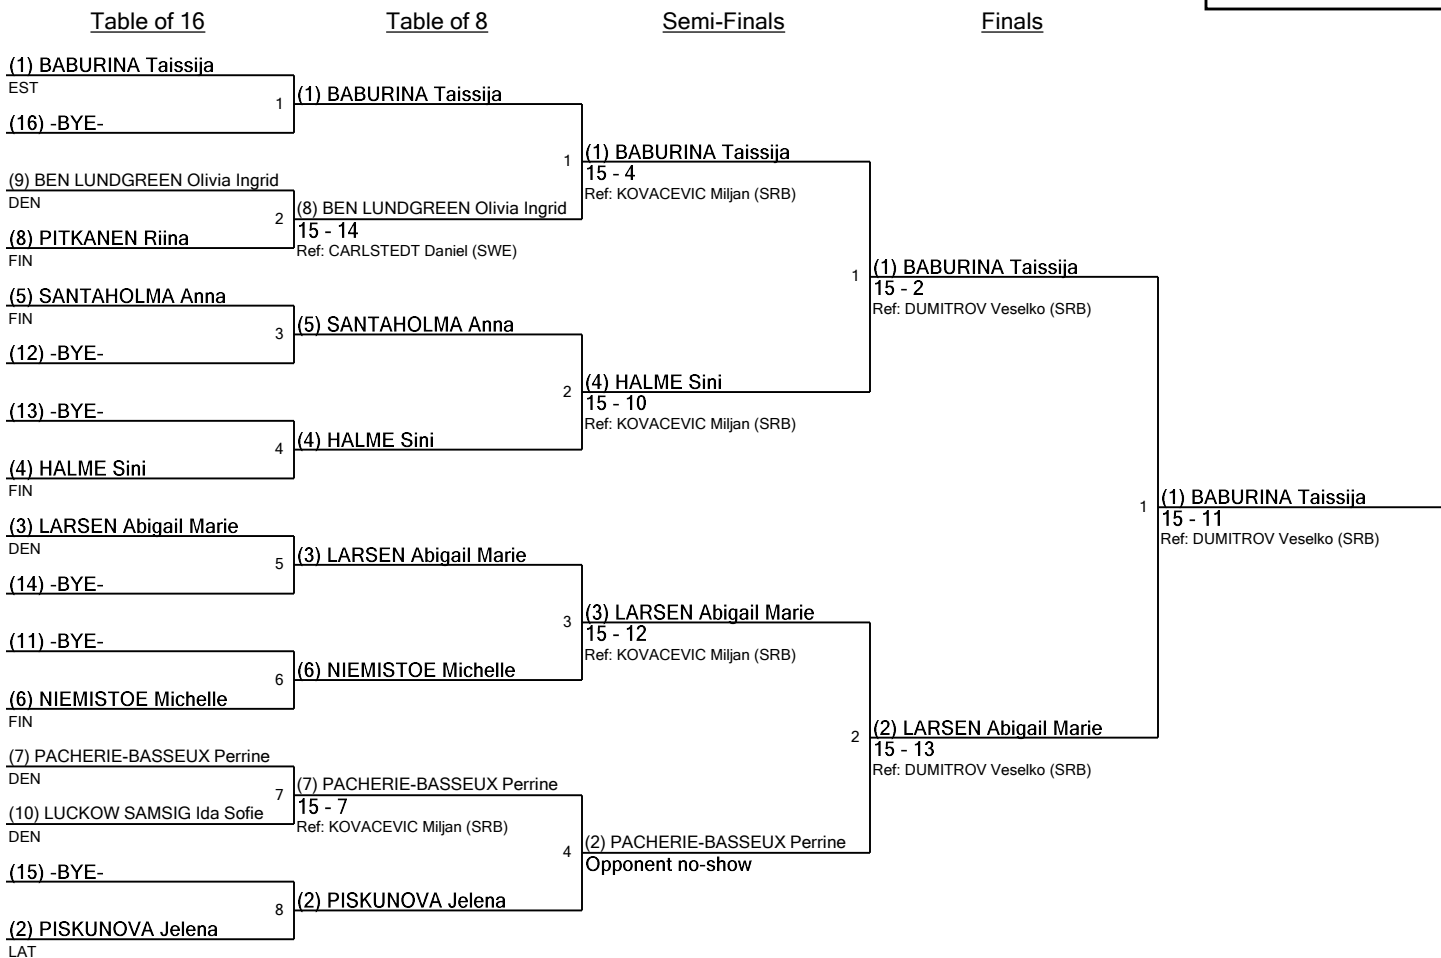 Table of 16
Table of 8
Semi-Finals
Finals
(1) BABURINA Taissija
EST
1
(16) -BYE-
(9) BEN LUNDGREEN Olivia Ingrid
DEN
2
(8) PITKANEN Riina
FIN
(5) SANTAHOLMA Anna
FIN
3
(12) -BYE-
(13) -BYE-
4
(4) HALME Sini
FIN
(3) LARSEN Abigail Marie
DEN
5
(14) -BYE-
(11) -BYE-
6
(6) NIEMISTOE Michelle
FIN
(7) PACHERIE-BASSEUX Perrine
DEN
7
(10) LUCKOW SAMSIG Ida Sofie
DEN
(15) -BYE-
8
(2) PISKUNOVA Jelena
LAT
(1) BABURINA Taissija
1
(8) BEN LUNDGREEN Olivia Ingrid
15 - 14
Ref: CARLSTEDT Daniel (SWE)
(5) SANTAHOLMA Anna
2
(4) HALME Sini
(3) LARSEN Abigail Marie
3
(6) NIEMISTOE Michelle
(7) PACHERIE-BASSEUX Perrine
15 - 7
Ref: KOVACEVIC Miljan (SRB)
4
(2) PISKUNOVA Jelena
(1) BABURINA Taissija
15 - 4
Ref: KOVACEVIC Miljan (SRB)
1
(4) HALME Sini
15 - 10
Ref: KOVACEVIC Miljan (SRB)
(3) LARSEN Abigail Marie
15 - 12
Ref: KOVACEVIC Miljan (SRB)
2
(2) PACHERIE-BASSEUX Perrine
Opponent no-show
(1) BABURINA Taissija
15 - 2
Ref: DUMITROV Veselko (SRB)
1
(2) LARSEN Abigail Marie
15 - 13
Ref: DUMITROV Veselko (SRB)
(1) BABURINA Taissija
15 - 11
Ref: DUMITROV Veselko (SRB)